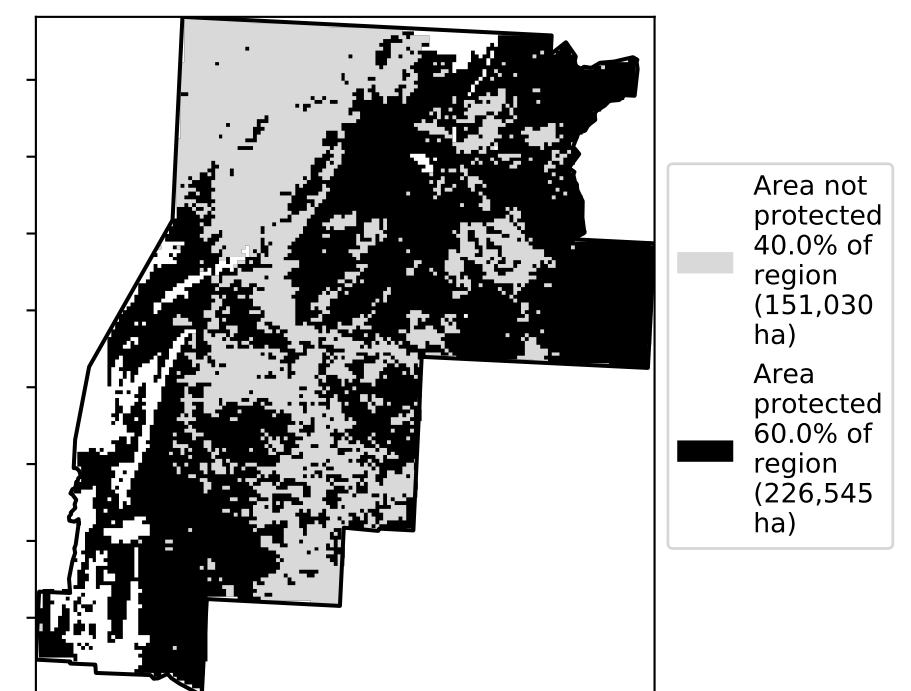 Area not
protected
40.0% of
region
(151,030
ha)
Area
protected
60.0% of
region
(226,545
ha)